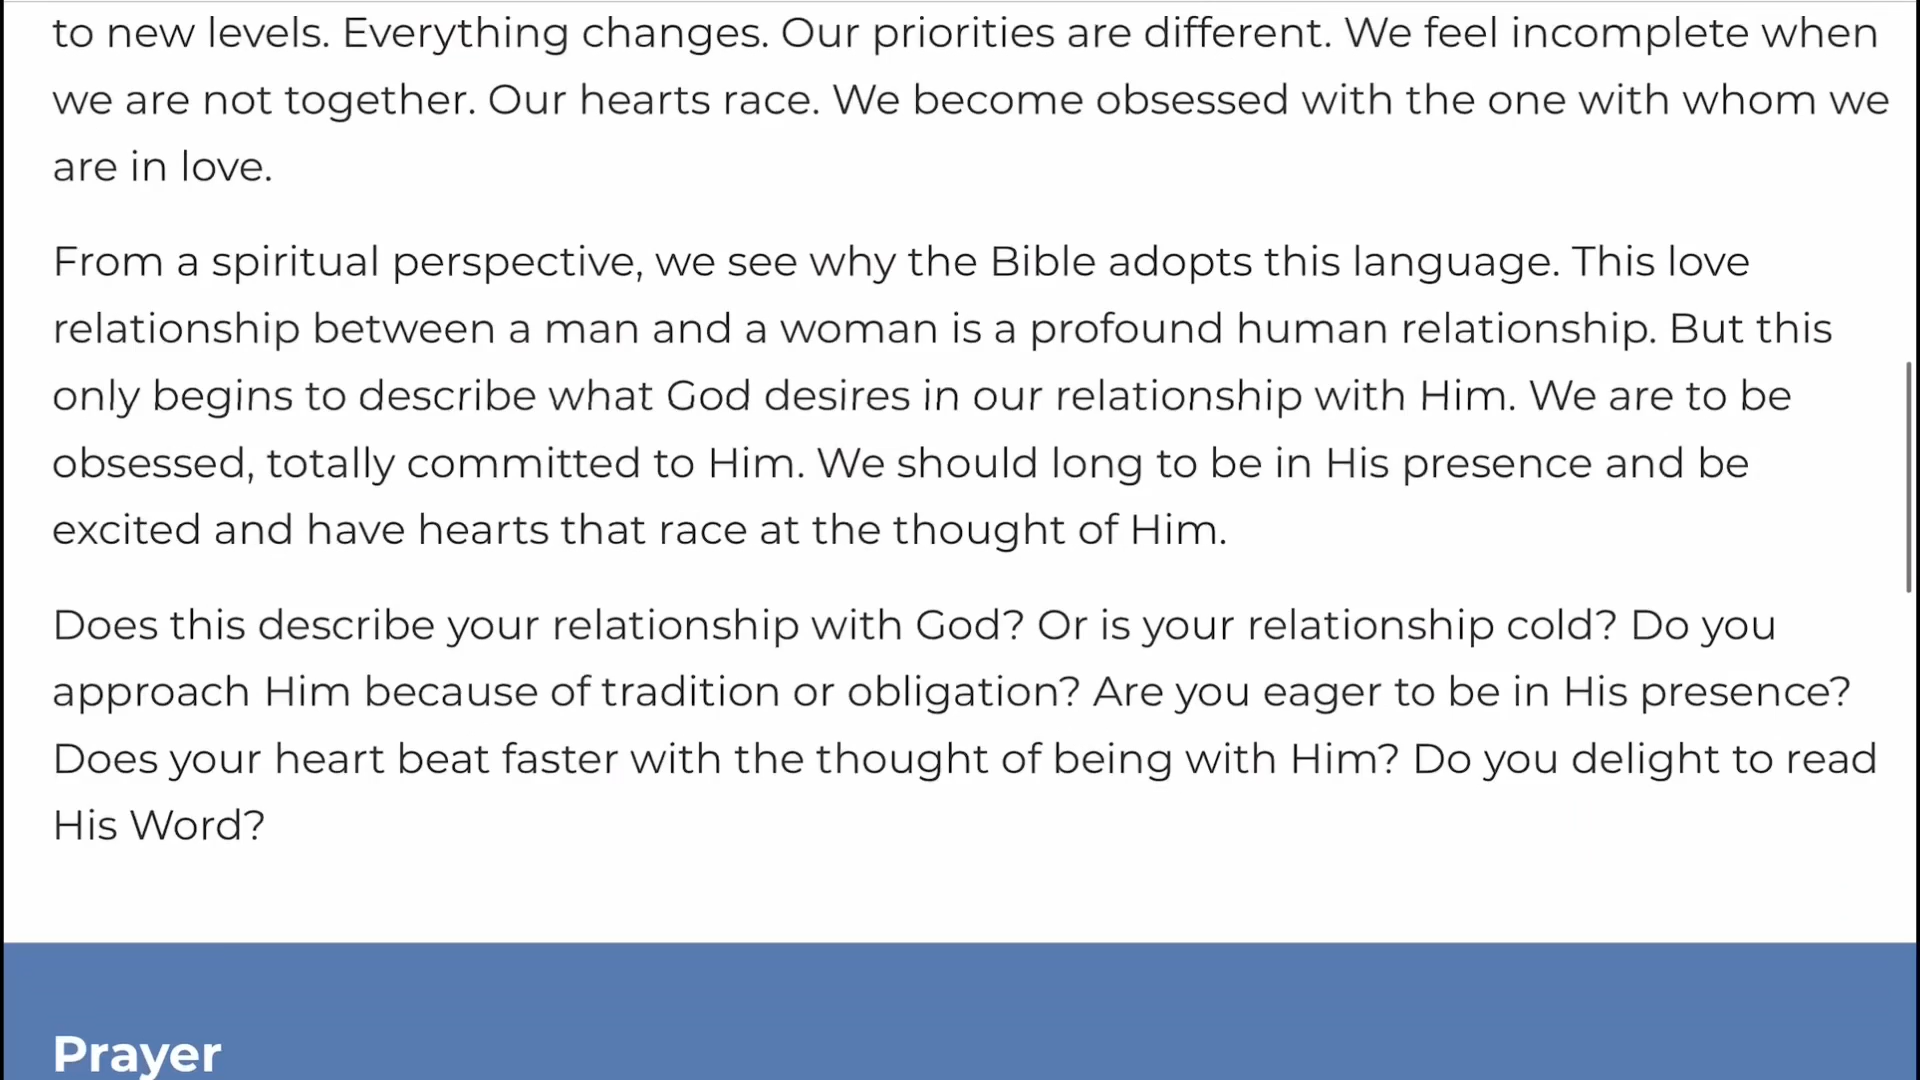 to new levels. Everything changes. Our priorities are different. We feel incomplete when
we are not together. Our hearts race. We become obsessed with the one with whom we
are in love.
From a spiritual perspective, we see why the Bible adopts this language. This love
relationship between a man and a woman is a profound human relationship. But this
only begins to describe what God desires in our relationship with Him. We are to be
obsessed, totally committed to Him. We should long to be in His presence and be
excited and have hearts that race at the thought of Him.
Does this describe your relationship with God? Or is your relationship cold? Do you
approach Him because of tradition or obligation? Are you eager to be in His presence?
Does your heart beat faster with the thought of being with Him? Do you delight to read
His Word?
Prayer